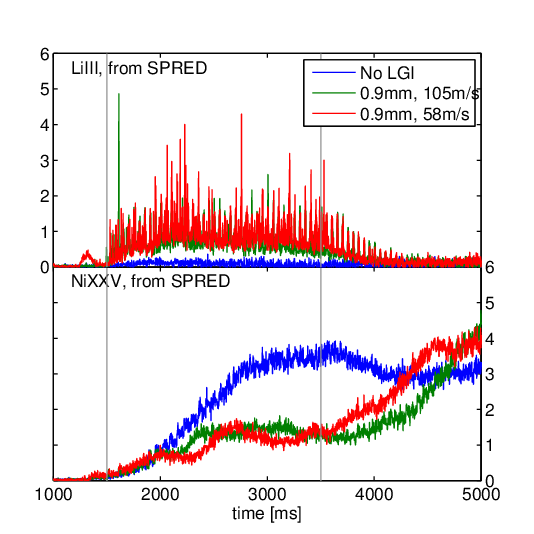 6
LiIII, from SPRED
No LGI
5
0.9mm, 105m/s
0.9mm, 58m/s
4
3
2
1
0
6
NiXXV, from SPRED
5
4
3
2
1
0
1000 2000 3000 4000 5000
time [ms]